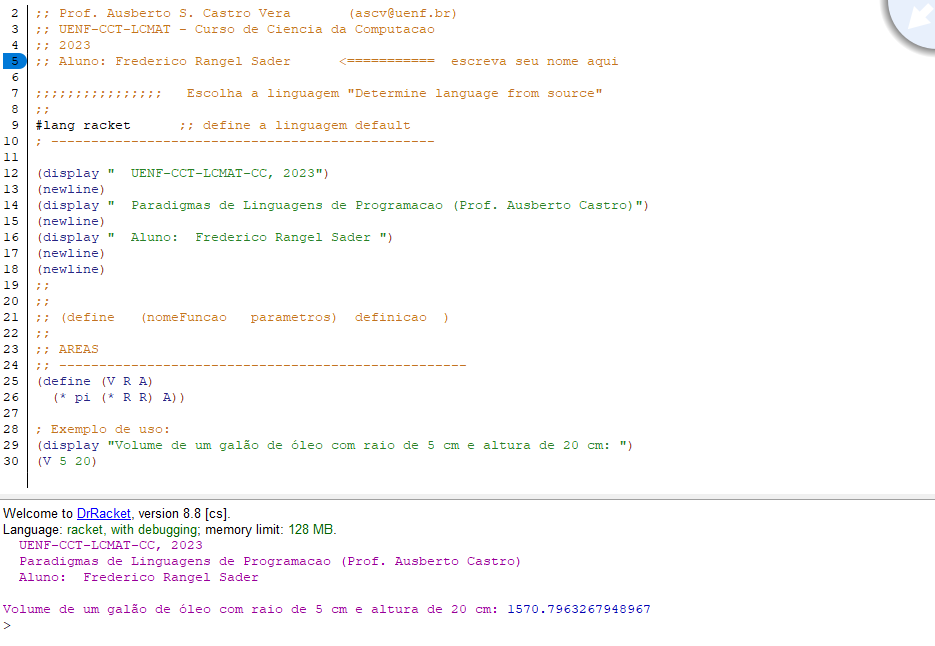 2 ;; Prof. Ausberto S. Castro Vera (ascv@uenf.br)
3 ;; UENF-CCT-LCMAT - Curso de Ciencia da Computacao
4 ;; 2023
5 ;; Aluno: Frederico Rangel Sader <=========== escreva seu nome aqui
6
7 ;;;;;;;;;;;;;;;; Escolha a linguagem "Determine language from source"
8 ;;
9 #lang racket ;; define a linguagem default
10 ; ------------------------------------------------
11
12 (display " UENF-CCT-LCMAT-CC, 2023")
13 (newline)
14 (display " Paradigmas de Linguagens de Programacao (Prof. Ausberto Castro)")
15 (newline)
16 (display " Aluno: Frederico Rangel Sader ")
17 (newline)
18 (newline)
19 ;;
20 ;;
21 ;; (define (nomeFuncao parametros) definicao )
22 ;;
23 ;; AREAS
24 ;; ---------------------------------------------------
25 (define (V R A)
26 (* pi (* R R) A))
27
28 ; Exemplo de uso:
29 (display "Volume de um galão de óleo com raio de 5 cm e altura de 20 cm: ")
30 (V 5 20)
Welcome to DrRacket, version 8.8 [cs].
Language: racket, with debugging; memory limit: 128 MB.
UENF-CCT-LCMAT-CC, 2023
Paradigmas de Linguagens de Programacao (Prof. Ausberto Castro)
Aluno: Frederico Rangel Sader
Volume de um galão de óleo com raio de 5 cm e altura de 20 cm: 1570.7963267948967
>